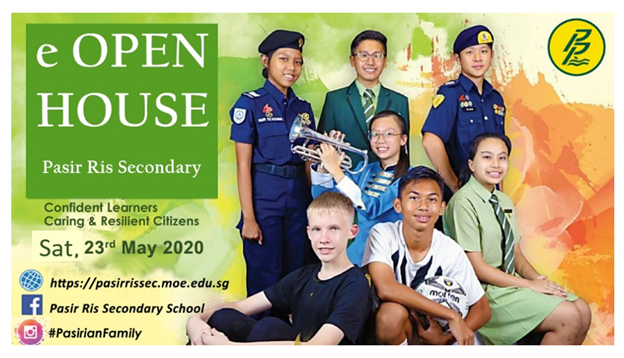 e OPEN
HOUSE
Pasir Ris Secondary
Confident Learners
Caring & Resilient Citizens
Sat, 23rd May 2020
https://pasirrissec.moe.edu.sg
Pasir Ris Secondary School
#PasirianFamily
molten